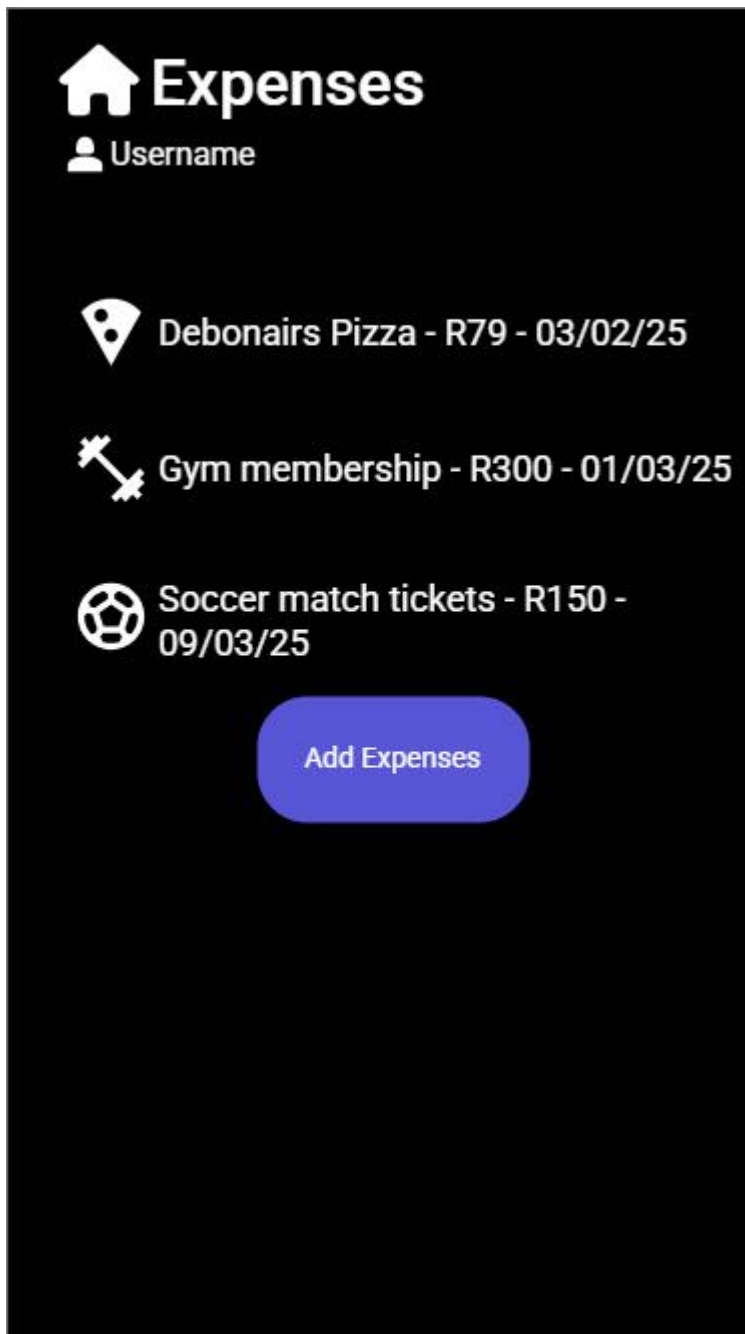 Expenses
Username
Debonairs Pizza - R79 - 03/02/25
Gym membership - R300 - 01/03/25
Soccer match tickets - R150 -
09/03/25
Add Expenses